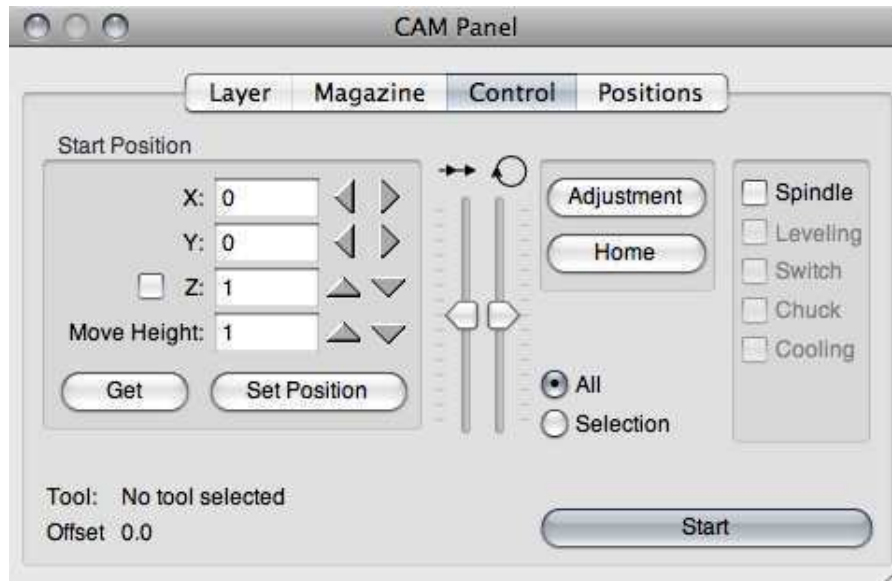 CAM Panel
Layer Magazine Control Positions
Start Position
X: 0
Y: 0
Z: 1
Move Height: 1
Get Set Position
Adjustment
Home
All
Selection
Spindle
Leveling
Switch
Chuck
Cooling
Tool: No tool selected
Offset 0.0
Start